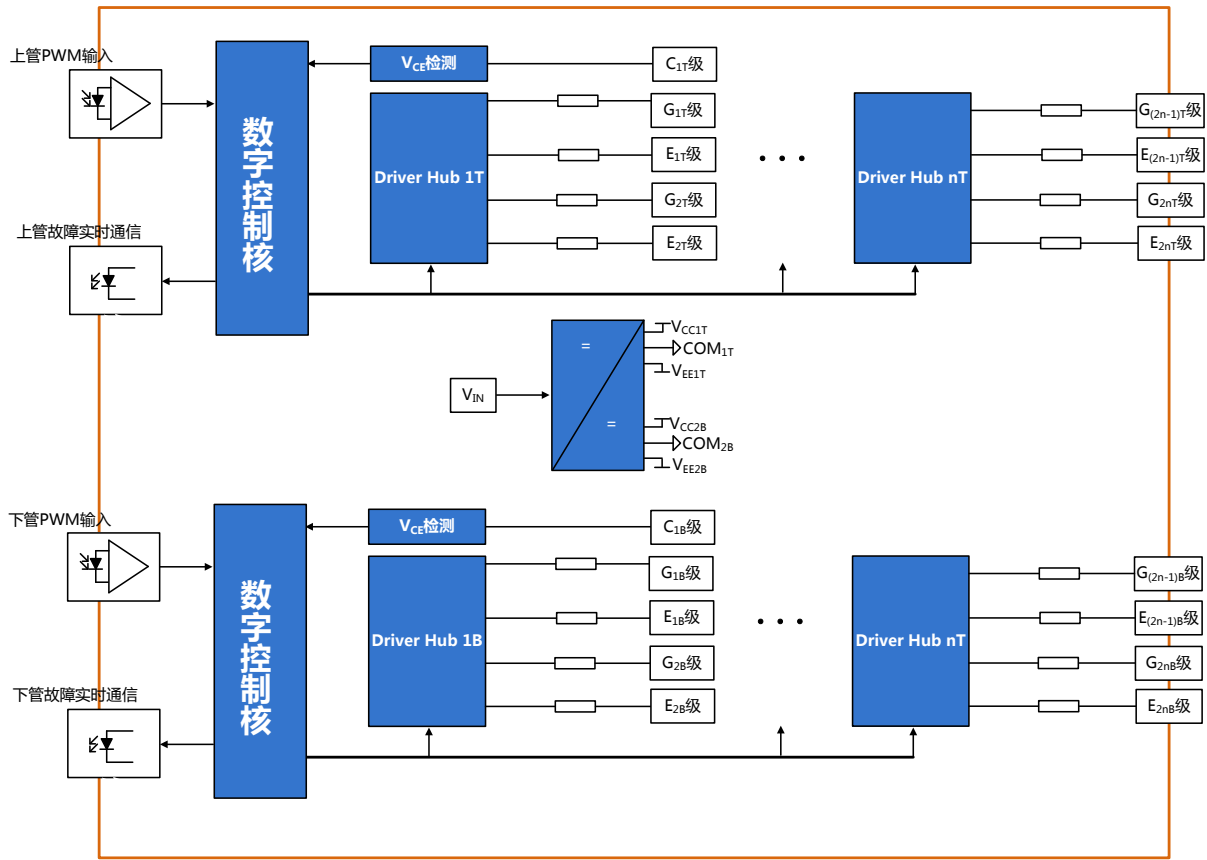 上管PWM输入
数字控制核
V_CE检测
C_1T级
G_1T级
E_1T级
G_2T级
E_2T级
Driver Hub 1T
• • •
Driver Hub nT
G_(2n-1)T级
E_(2n-1)T级
G_2nT级
E_2nT级
上管故障实时通信
V_IN
=
=
V_CC1T
COM_1T
V_EE1T
V_CC2B
COM_2B
V_EE2B
下管PWM输入
数字控制核
V_CE检测
C_1B级
G_1B级
E_1B级
G_2B级
E_2B级
Driver Hub 1B
• • •
Driver Hub nT
G_(2n-1)B级
E_(2n-1)B级
G_2nB级
E_2nB级
下管故障实时通信